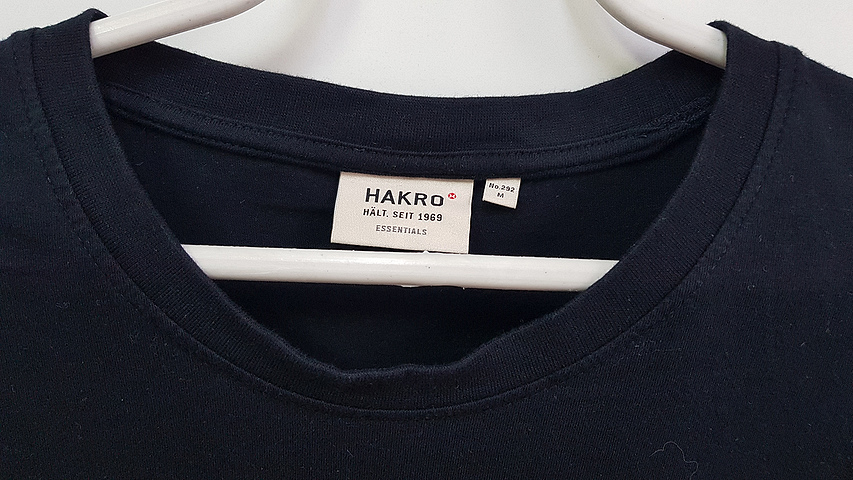 HAKRO
HÄLT. SEIT 1969
ESSENTIALS
No.292
M